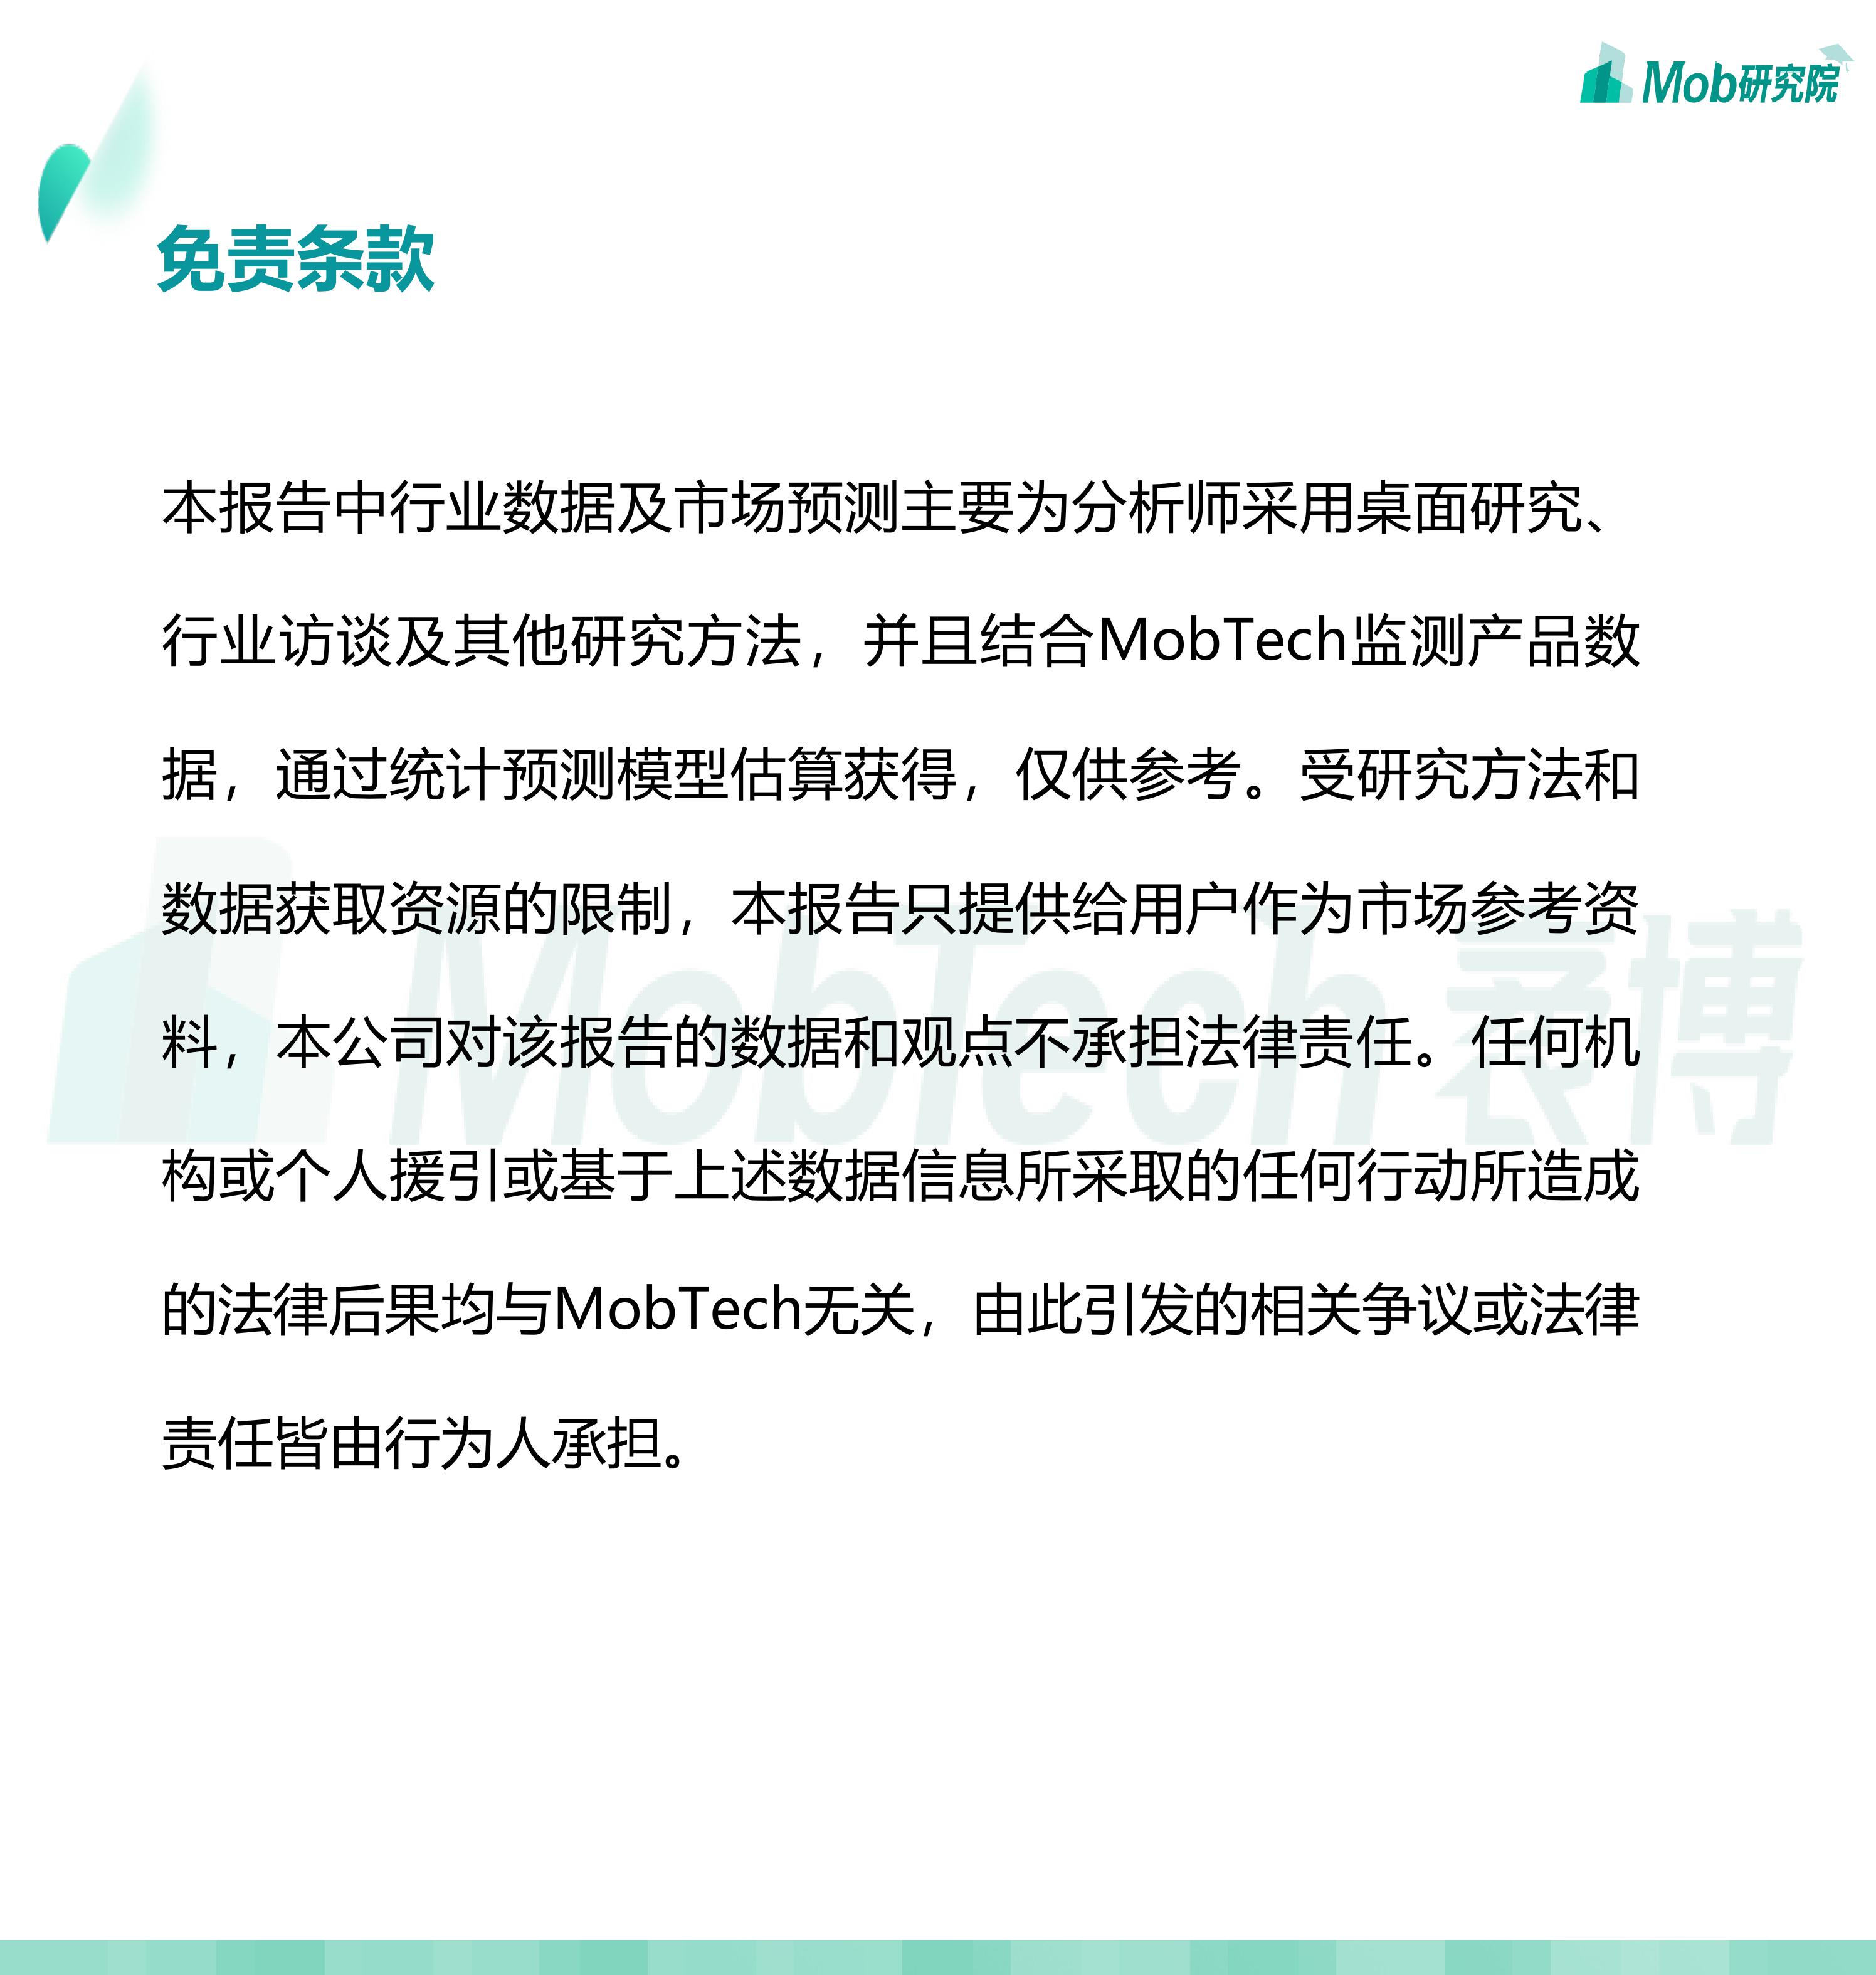 Mob研究院
免责条款
本报告中行业数据及市场预测主要为分析师采用桌面研究、
行业访谈及其他研究方法，并且结合MobTech监测产品数
据，通过统计预测模型估算获得，仅供参考。受研究方法和
数据获取资源的限制，本报告只提供给用户作为市场参考资
料，本公司对该报告的数据和观点不承担法律责任。任何机
构或个人援引或基于上述数据信息所采取的任何行动所造成
的法律后果均与MobTech无关，由此引发的相关争议或法律
责任皆由行为人承担。
MobTech 袤博